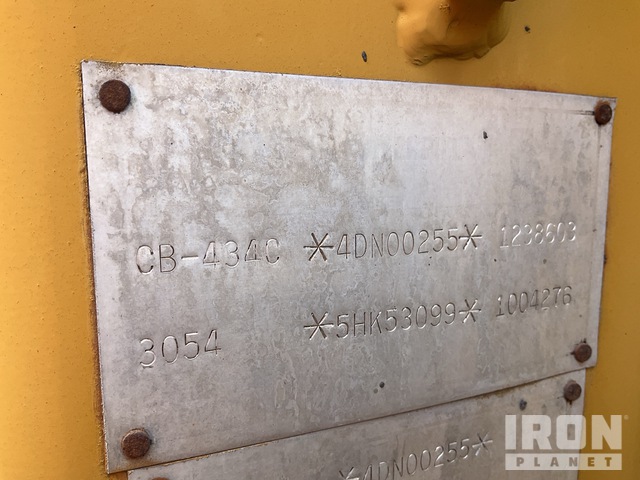 CB-434C *4DN00255* 1238603
3054 *5HK53099* 1004276
*4DN00255*
IRON
PLANET